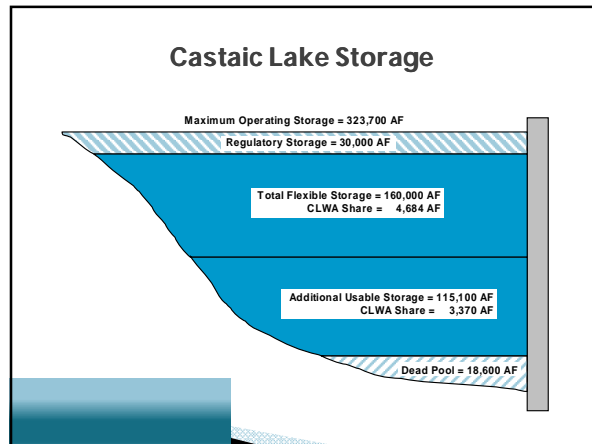 Castaic Lake Storage
Maximum Operating Storage = 323,700 AF
Regulatory Storage = 30,000 AF
Total Flexible Storage = 160,000 AF
CLWA Share = 4,684 AF
Additional Usable Storage = 115,100 AF
CLWA Share = 3,370 AF
Dead Pool = 18,600 AF